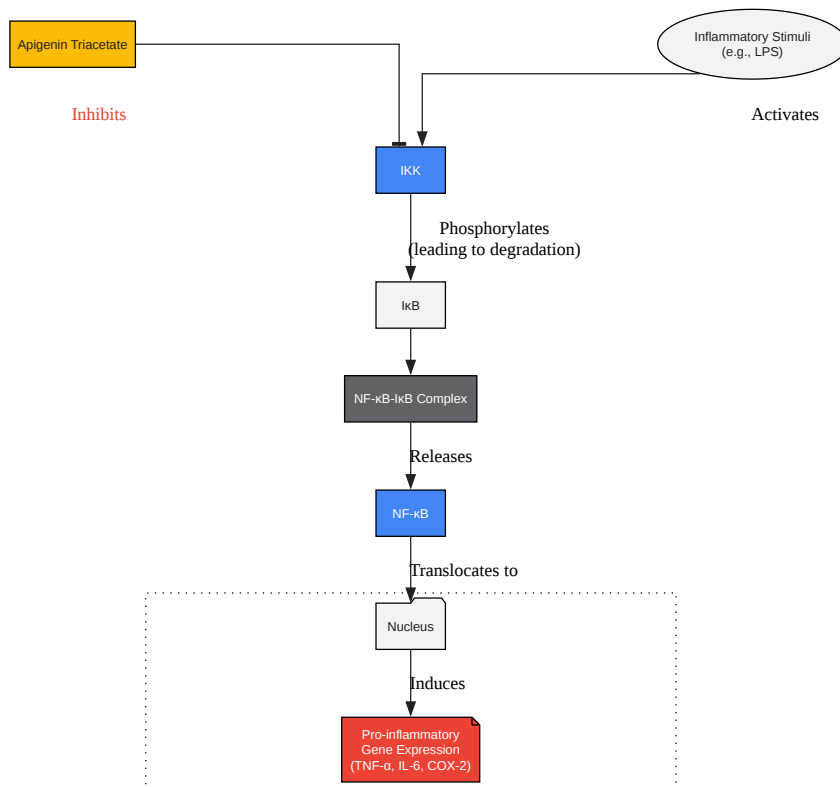 Apigenin Triacetate
Inflammatory Stimuli
(e.g., LPS)
Inhibits
Activates
IKK
Phosphorylates
(leading to degradation)
IκB
NF-κB-IκB Complex
Releases
NF-κB
Translocates to
Nucleus
Induces
Pro-inflammatory
Gene Expression
(TNF-α, IL-6, COX-2)